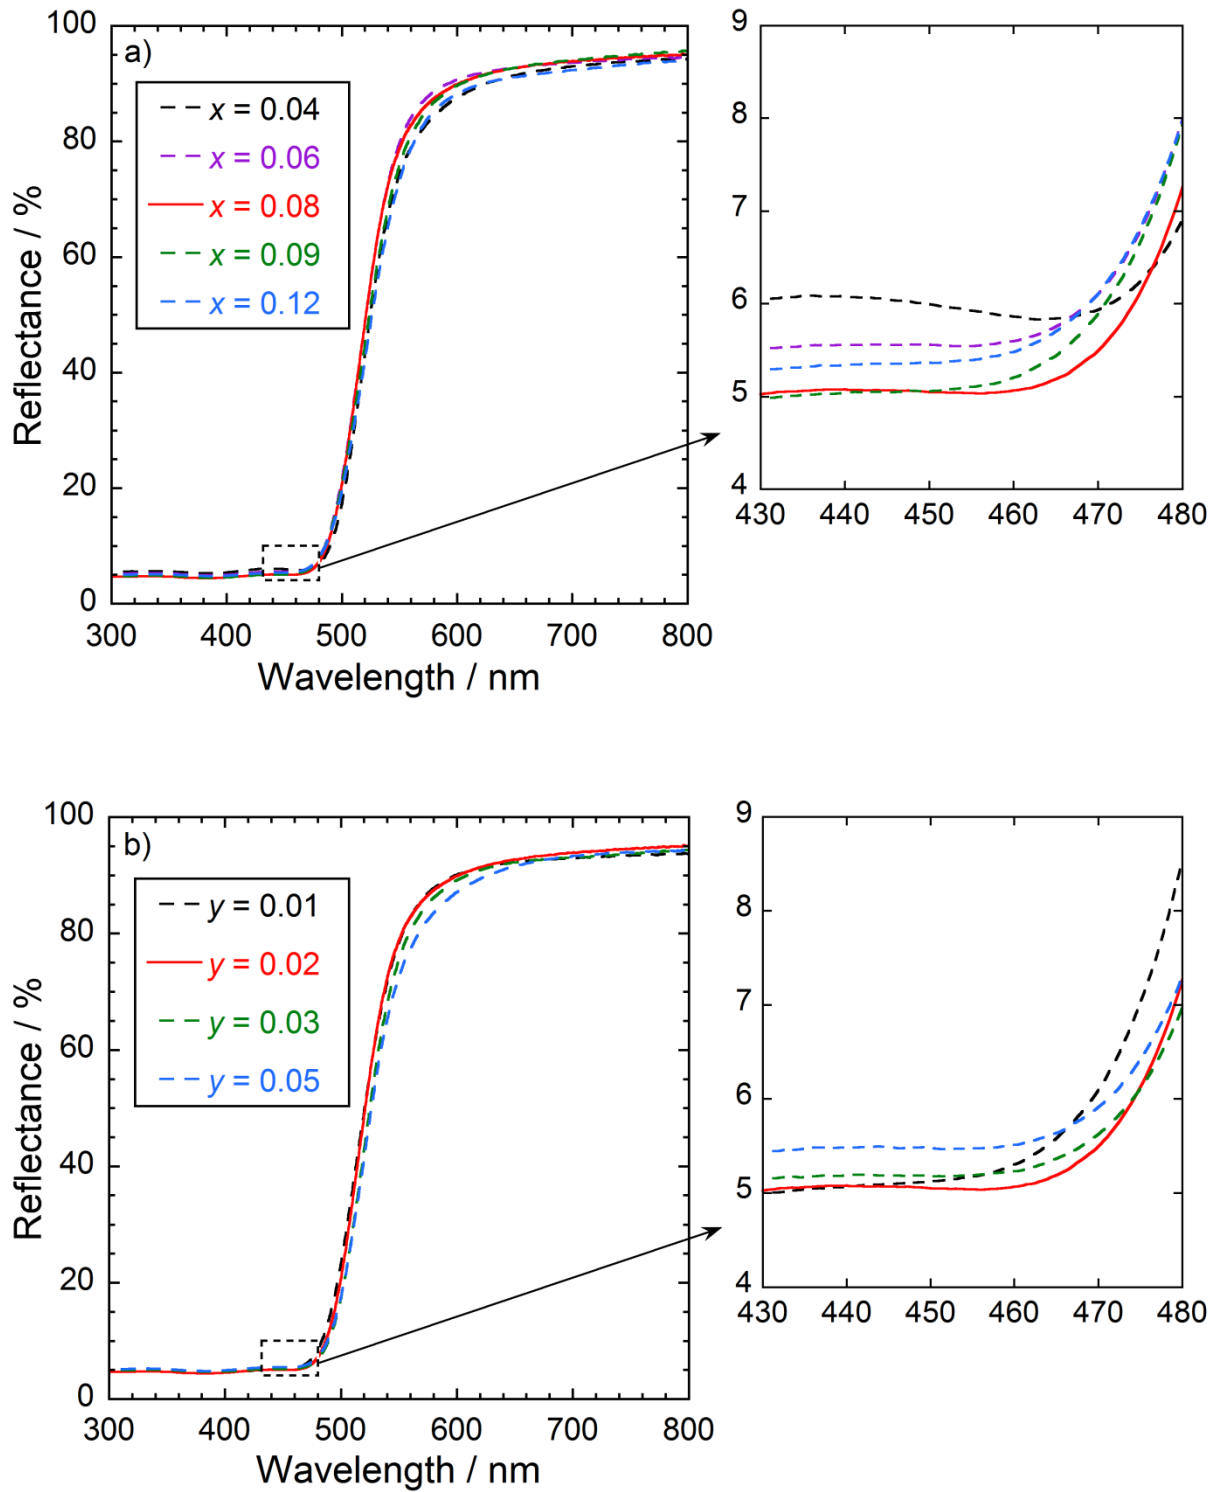 a)
100
80
60
40
20
0
Reflectance / %
x = 0.04
x = 0.06
x = 0.08
x = 0.09
x = 0.12
300 400 500 600 700 800
Wavelength / nm
9
8
7
6
5
4
430 440 450 460 470 480
b)
100
80
60
40
20
0
Reflectance / %
y = 0.01
y = 0.02
y = 0.03
y = 0.05
300 400 500 600 700 800
Wavelength / nm
9
8
7
6
5
4
430 440 450 460 470 480